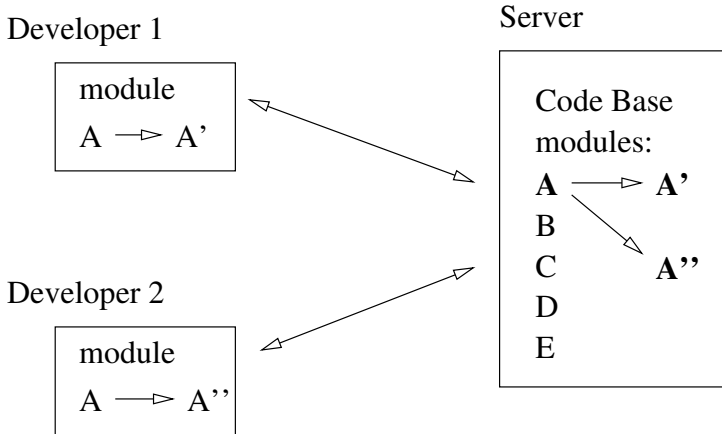 Developer 1
module
A A'
Developer 2
module
A A''
Server
Code Base
modules:
A A'
B
C A''
D
E